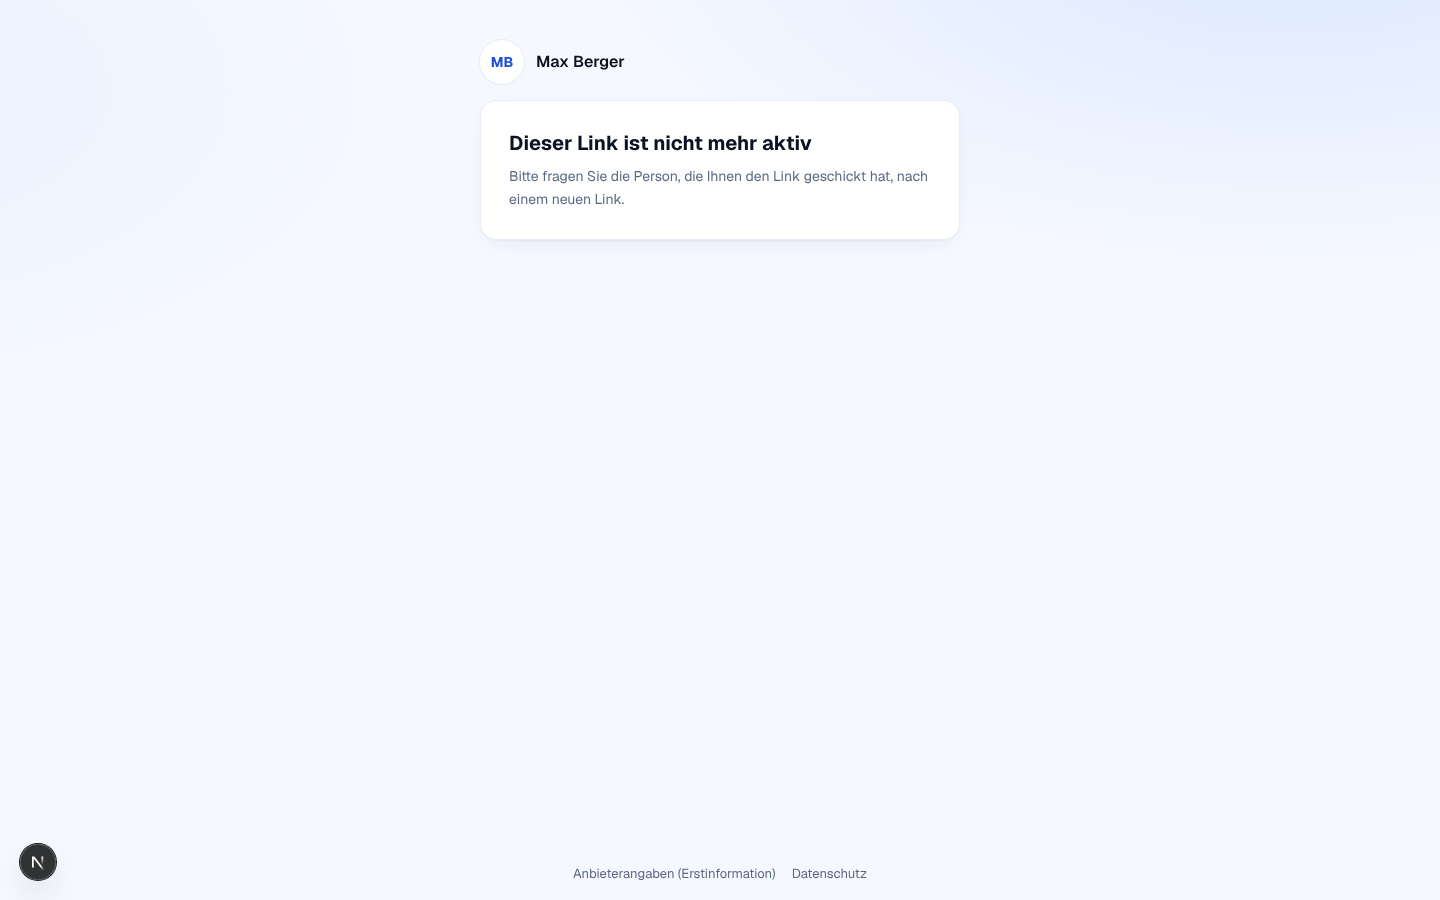 MB
Max Berger
Dieser Link ist nicht mehr aktiv
Bitte fragen Sie die Person, die Ihnen den Link geschickt hat, nach
einem neuen Link.
N
Anbieterangaben (Erstinformation) Datenschutz